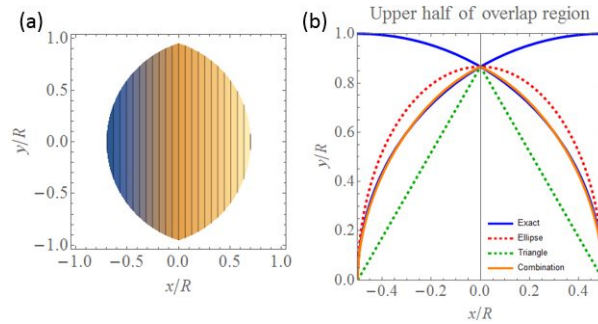 (a)
1.0
0.5
0.0
−0.5
−1.0
y/R
−1.0 −0.5 0.0 0.5 1.0
x/R
(b)
Upper half of overlap region
1.0
0.8
0.6
0.4
0.2
0.0
y/R
Exact
Ellipse
Triangle
Combination
−0.4 −0.2 0.0 0.2 0.4
x/R